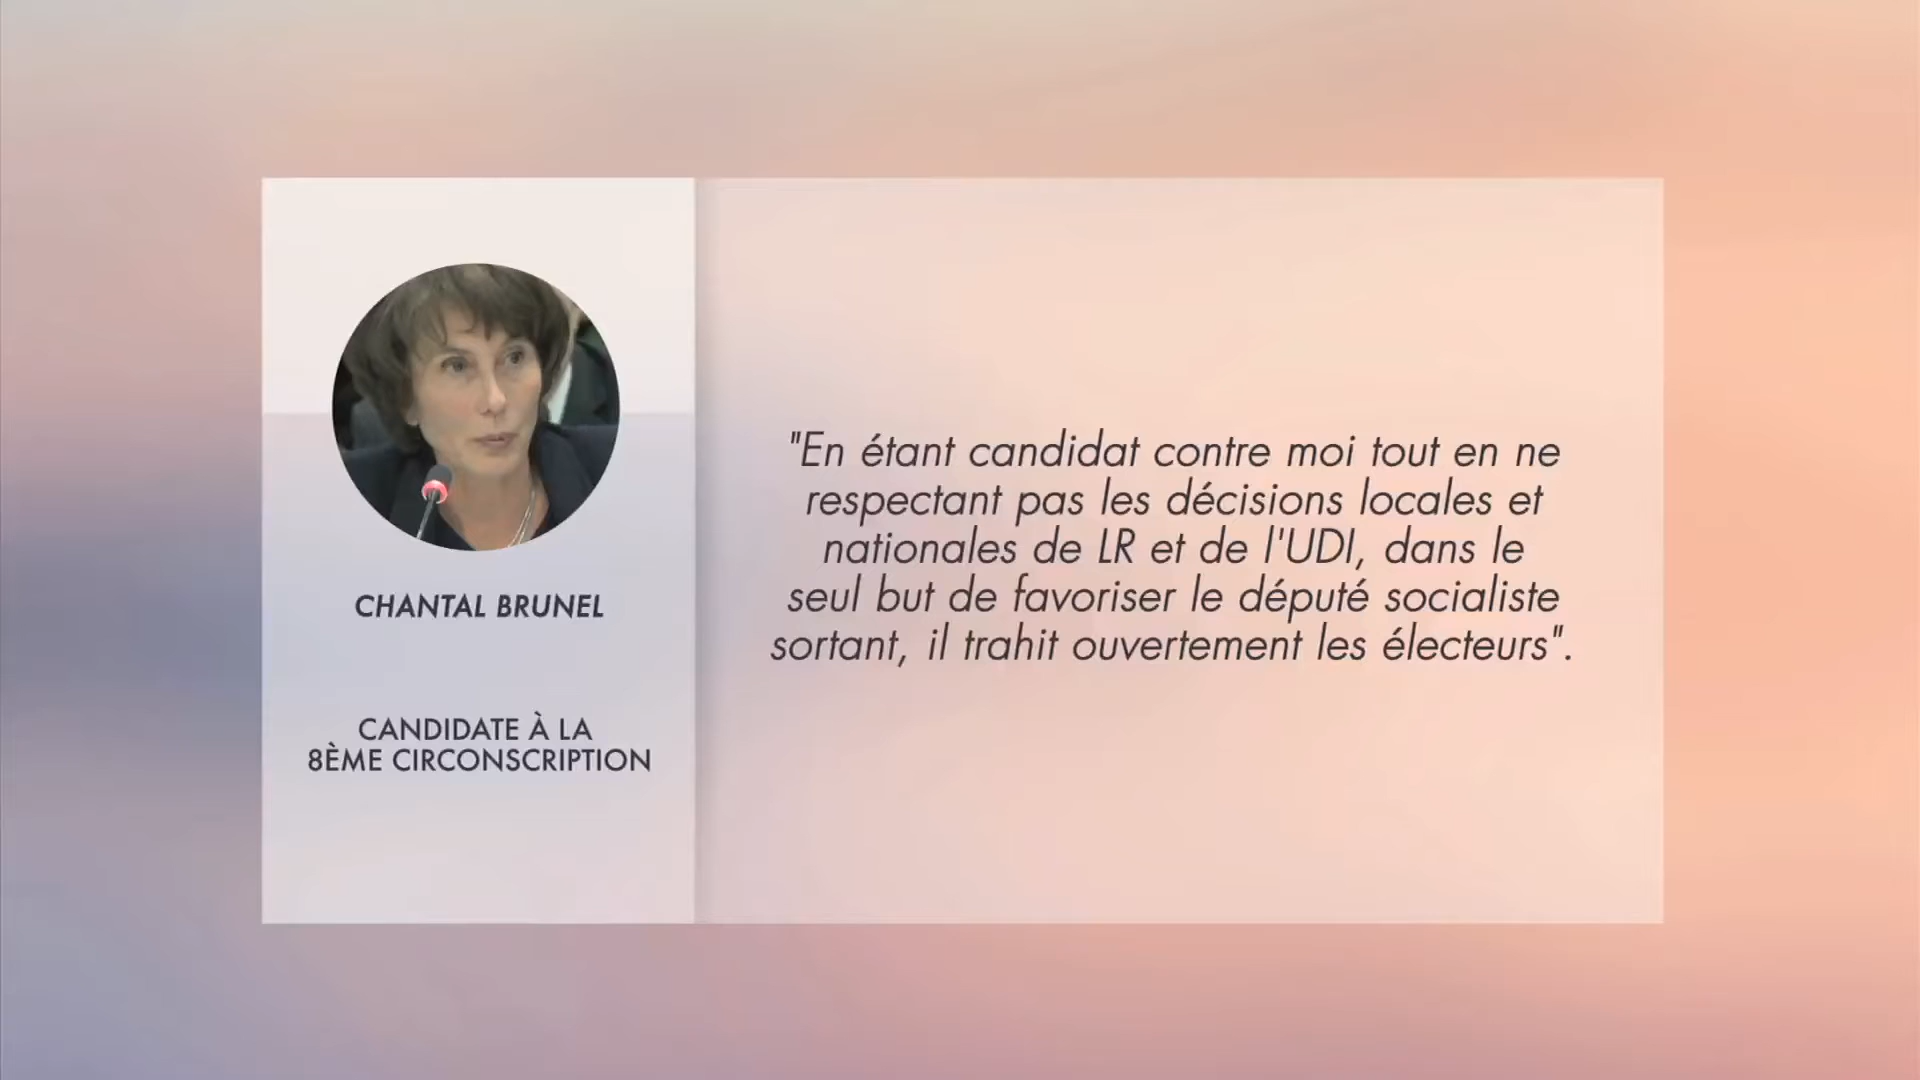 CHANTAL BRUNEL
CANDIDATE À LA
8ÈME CIRCONSCRIPTION
"En étant candidat contre moi tout en ne
respectant pas les décisions locales et
nationales de LR et de l'UDI, dans le
seul but de favoriser le député socialiste
sortant, il trahit ouvertement les électeurs".